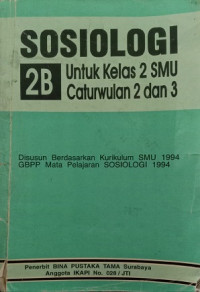 SOSIOLOGI
2B Untuk Kelas 2 SMU
Caturwulan 2 dan 3
Disusun Berdasarkan Kurikulum SMU 1994
GBPP Mata Pelajaran SOSIOLOGI 1994
Penerbit BINA PUSTAKA TAMA Surabaya
Anggota IKAPI No. 028 / JTI